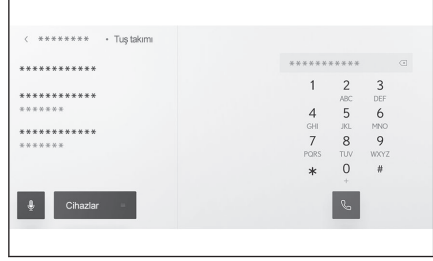 < ******** • Tuş takımı
************
************
*******
************
*******
Cihazlar
***********
1 2 3
ABC DEF
4 5 6
GHI JKL MNO
7 8 9
PQRS TUV WXYZ
* 0 #
+